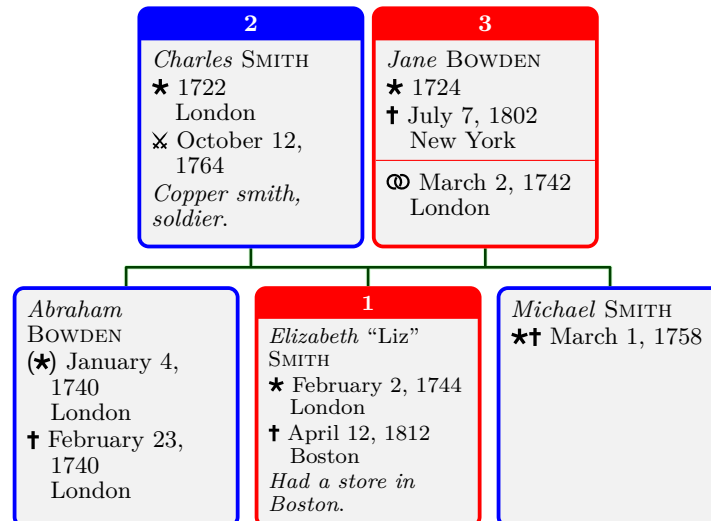 2
Charles SMITH
* 1722
London
⚔ October 12,
1764
Copper smith,
soldier.
3
Jane BOWDEN
* 1724
† July 7, 1802
New York
⚭ March 2, 1742
London
Abraham
BOWDEN
(*) January 4,
1740
London
† February 23,
1740
London
1
Elizabeth “Liz”
SMITH
* February 2, 1744
London
† April 12, 1812
Boston
Had a store in
Boston.
Michael SMITH
*† March 1, 1758